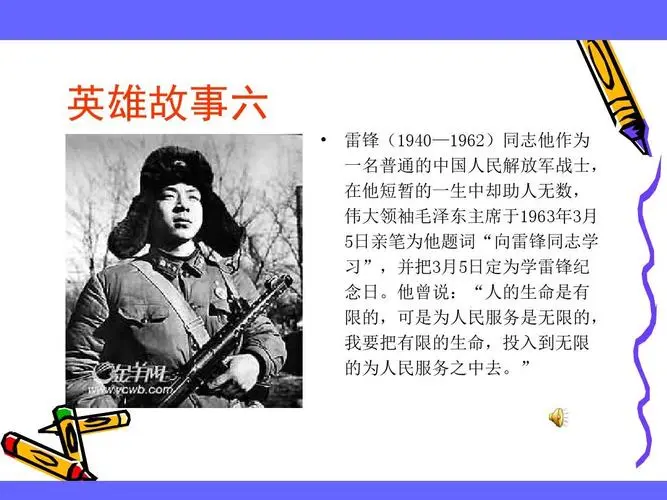 英雄故事六
• 雷锋（1940—1962）同志他作为
一名普通的中国人民解放军战士，
在他短暂的一生中却助人无数，
伟大领袖毛泽东主席于1963年3月
5日亲笔为他题词“向雷锋同志学
习”，并把3月5日定为学雷锋纪
念日。他曾说：“人的生命是有
限的，可是为人民服务是无限的，
我要把有限的生命，投入到无限
的为人民服务之中去。”
金羊网
www.ycwb.com